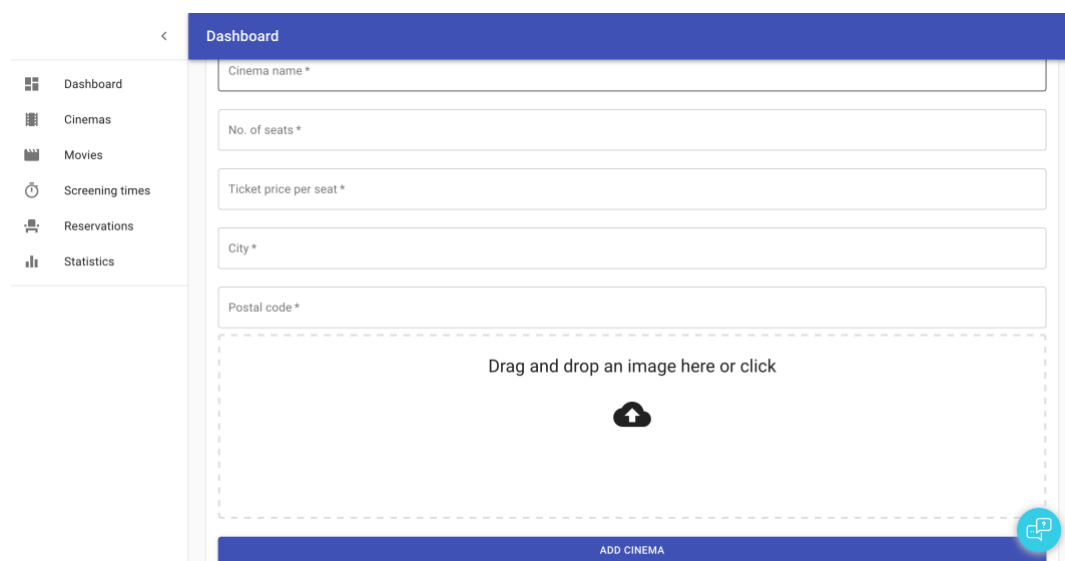 Dashboard
Dashboard
Cinemas
Movies
Screening times
Reservations
Statistics
Cinema name *
No. of seats *
Ticket price per seat *
City *
Postal code *
Drag and drop an image here or click
ADD CINEMA